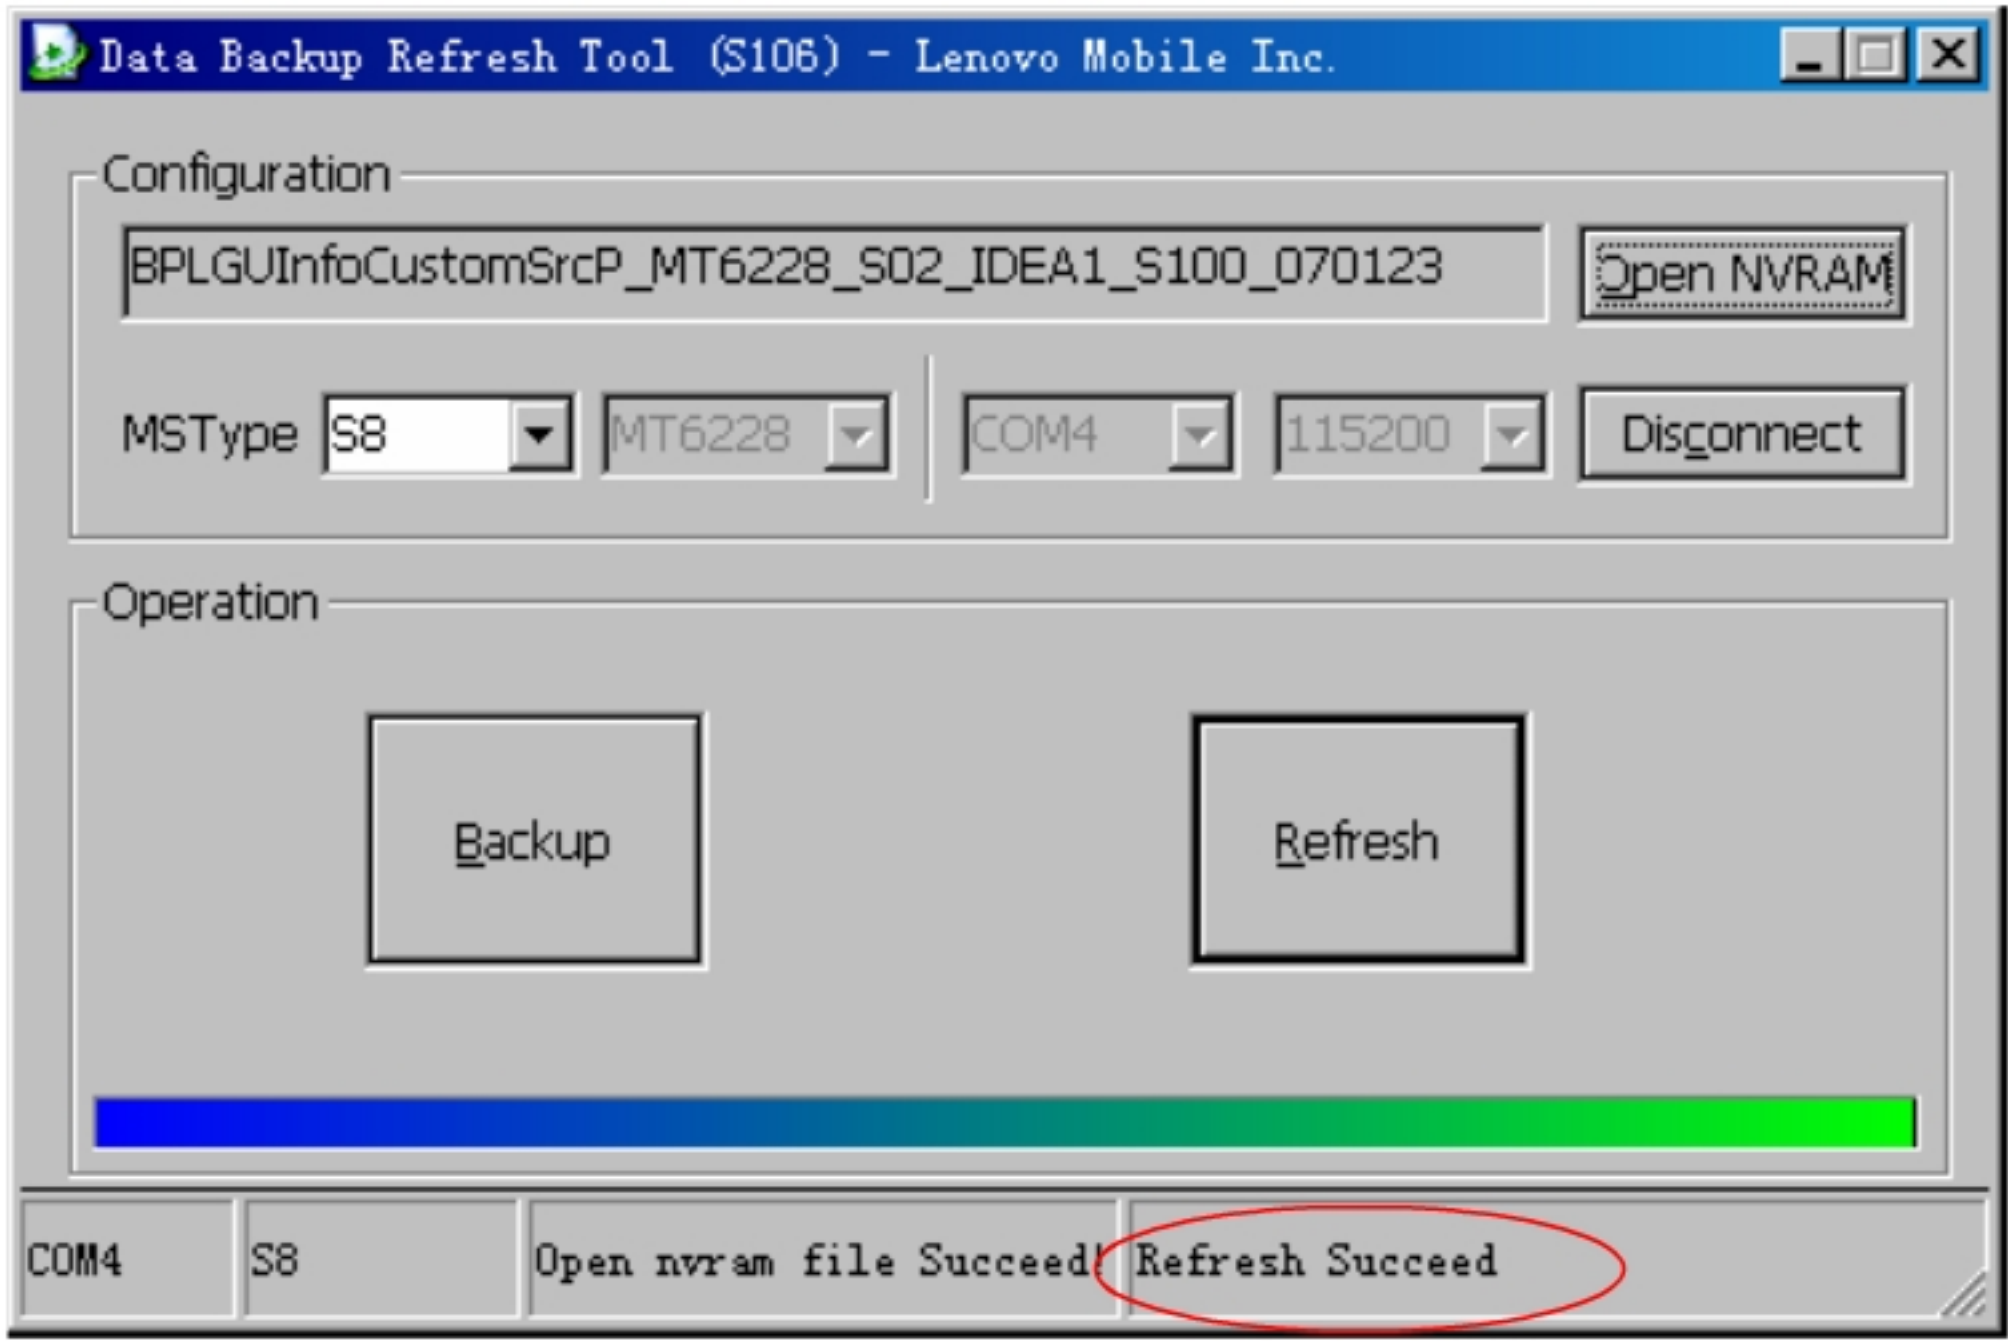 Data Backup Refresh Tool (S106) - Lenovo Mobile Inc.
Configuration
BPLGUInfoCustomSrcP_MT6228_S02_IDEA1_S100_070123
Open NVRAM
MSType S8 MT6228 COM4 115200 Disconnect
Operation
Backup Refresh
COM4 S8 Open nvram file Succeed! Refresh Succeed